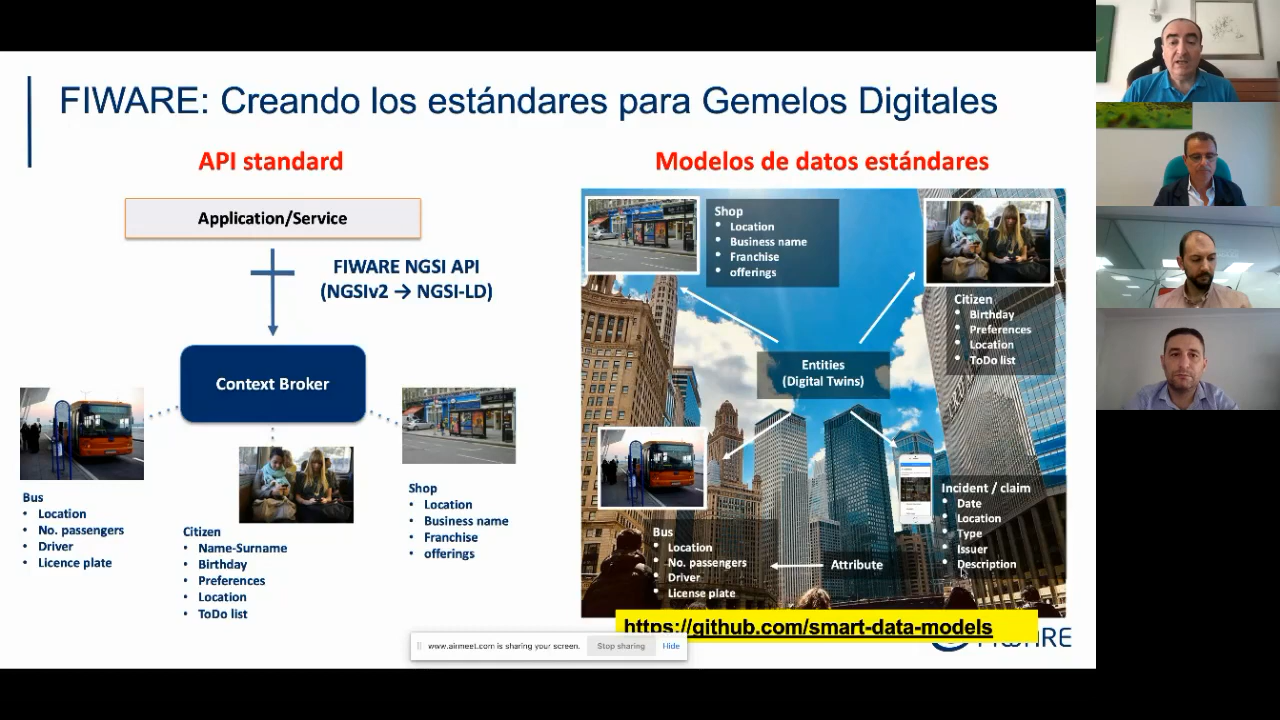 FIWARE: Creando los estándares para Gemelos Digitales
API standard
Application/Service
FIWARE NGSI API
(NGSIv2 → NGSI-LD)
Context Broker
Bus
• Location
• No. passengers
• Driver
• Licence plate
Citizen
• Name-Surname
• Birthday
• Preferences
• Location
• ToDo list
Shop
• Location
• Business name
• Franchise
• offerings
Modelos de datos estándares
Shop
• Location
• Business name
• Franchise
• offerings
Citizen
• Birthday
• Preferences
• Location
• ToDo list
Entities
(Digital Twins)
Bus
• Location
• No. passengers
• Driver
• License plate
Attribute
Incident / claim
• Date
• Location
• Type
• Issuer
• Description
https://github.com/smart-data-models
FIWARE
www.airmeet.com is sharing your screen.
Stop sharing
Hide